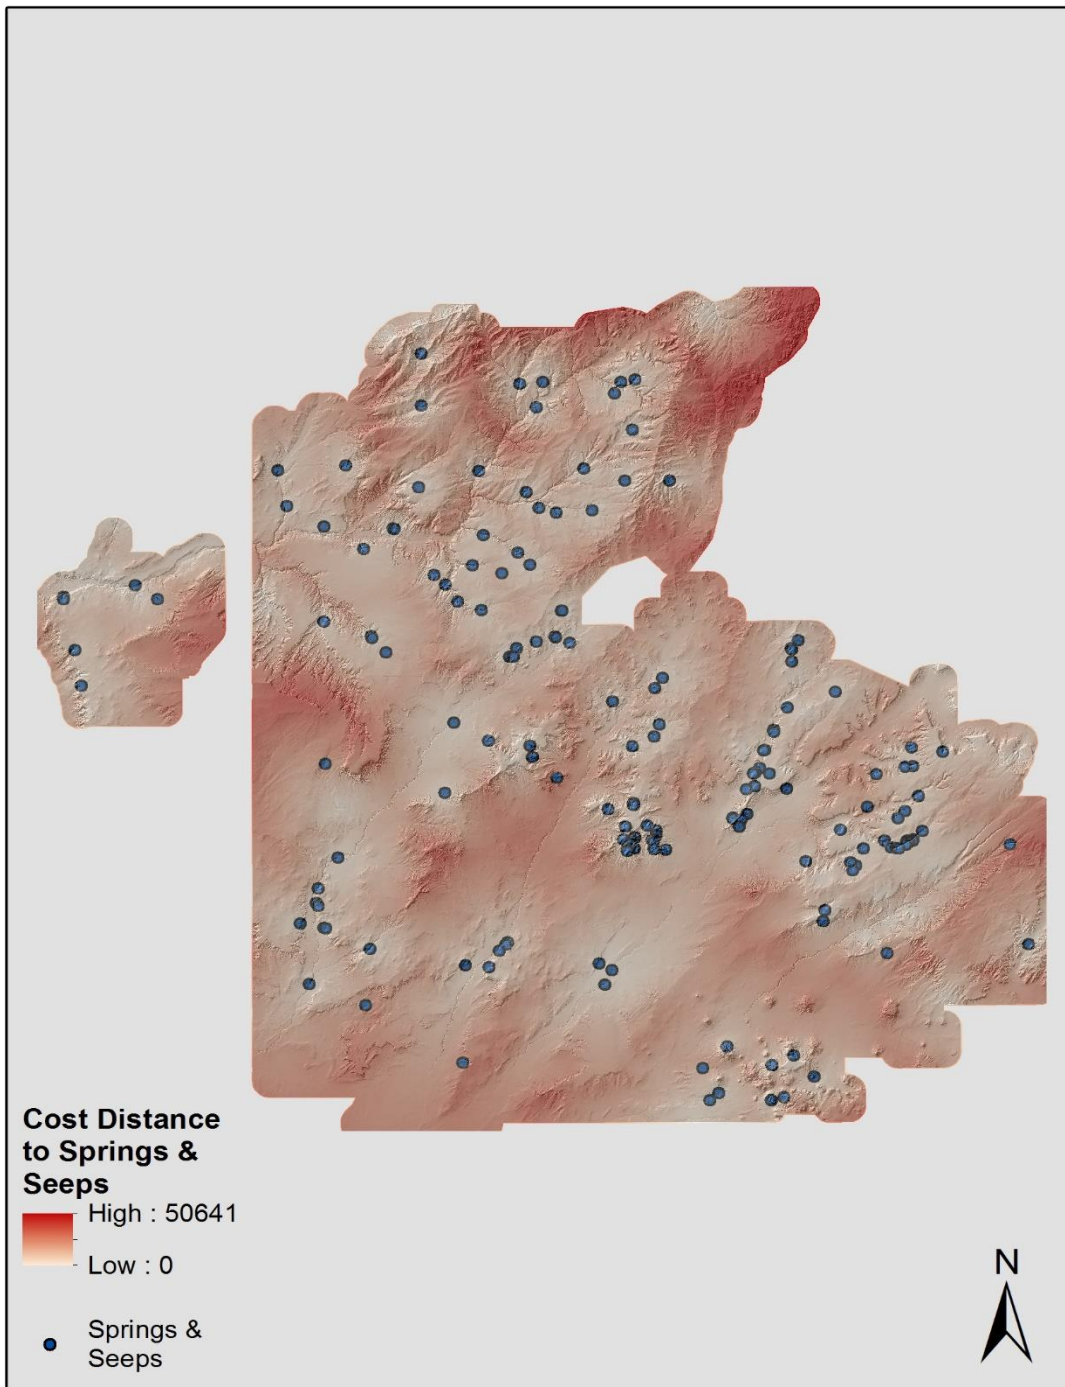 Cost Distance
to Springs &
Seeps
High : 50641
Low : 0
Springs &
Seeps
N